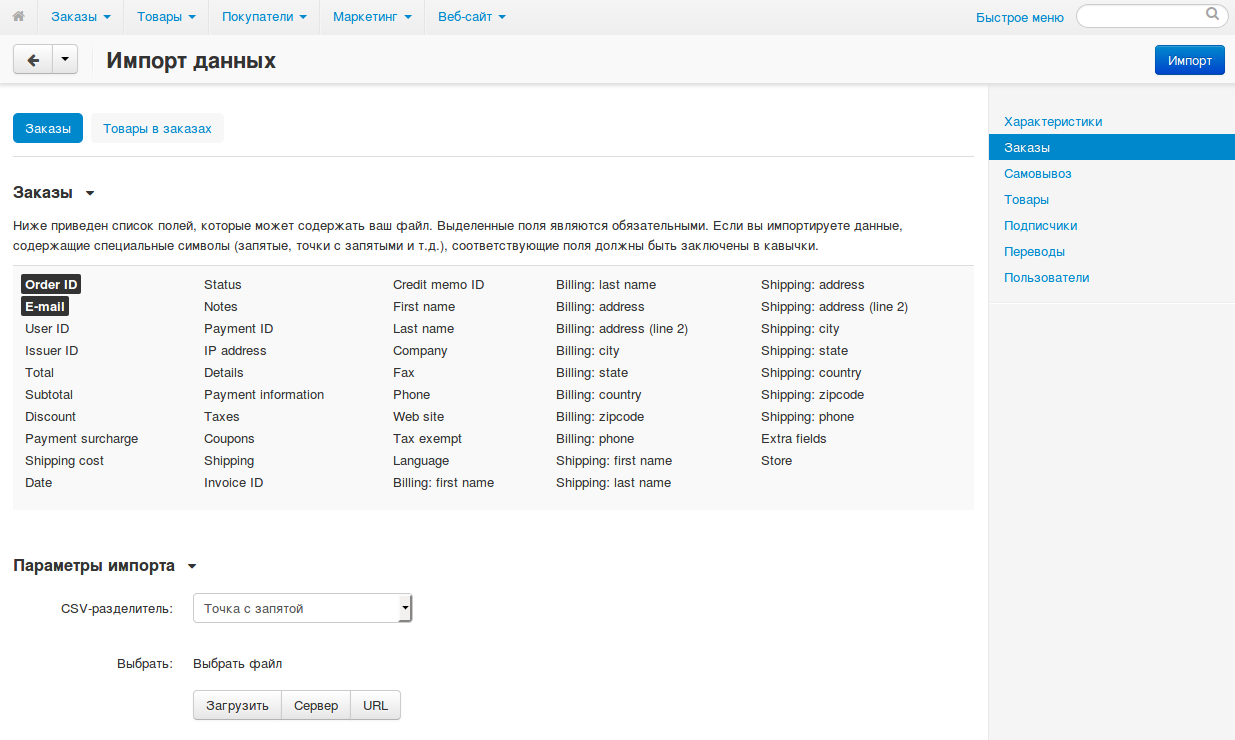 Заказы Товары Покупатели Маркетинг Веб-сайт Быстрое меню
Импорт данных Импорт
Заказы Товары в заказах
Характеристики
Заказы
Самовывоз
Товары
Подписчики
Переводы
Пользователи
Заказы
Ниже приведен список полей, которые может содержать ваш файл. Выделенные поля являются обязательными. Если вы импортируете данные,
содержащие специальные символы (запятые, точки с запятыми и т.д.), соответствующие поля должны быть заключены в кавычки.
Order ID Status Credit memo ID Billing: last name Shipping: address
E-mail Notes First name Billing: address Shipping: address (line 2)
User ID Payment ID Last name Billing: address (line 2) Shipping: city
Issuer ID IP address Company Billing: city Shipping: state
Total Details Fax Billing: state Shipping: country
Subtotal Payment information Phone Billing: country Shipping: zipcode
Discount Taxes Web site Billing: zipcode Shipping: phone
Payment surcharge Coupons Tax exempt Billing: phone Extra fields
Shipping cost Shipping Language Shipping: first name Store
Date Invoice ID Billing: first name Shipping: last name
Параметры импорта
CSV-разделитель: Точка с запятой
Выбрать: Выбрать файл
Загрузить Сервер URL